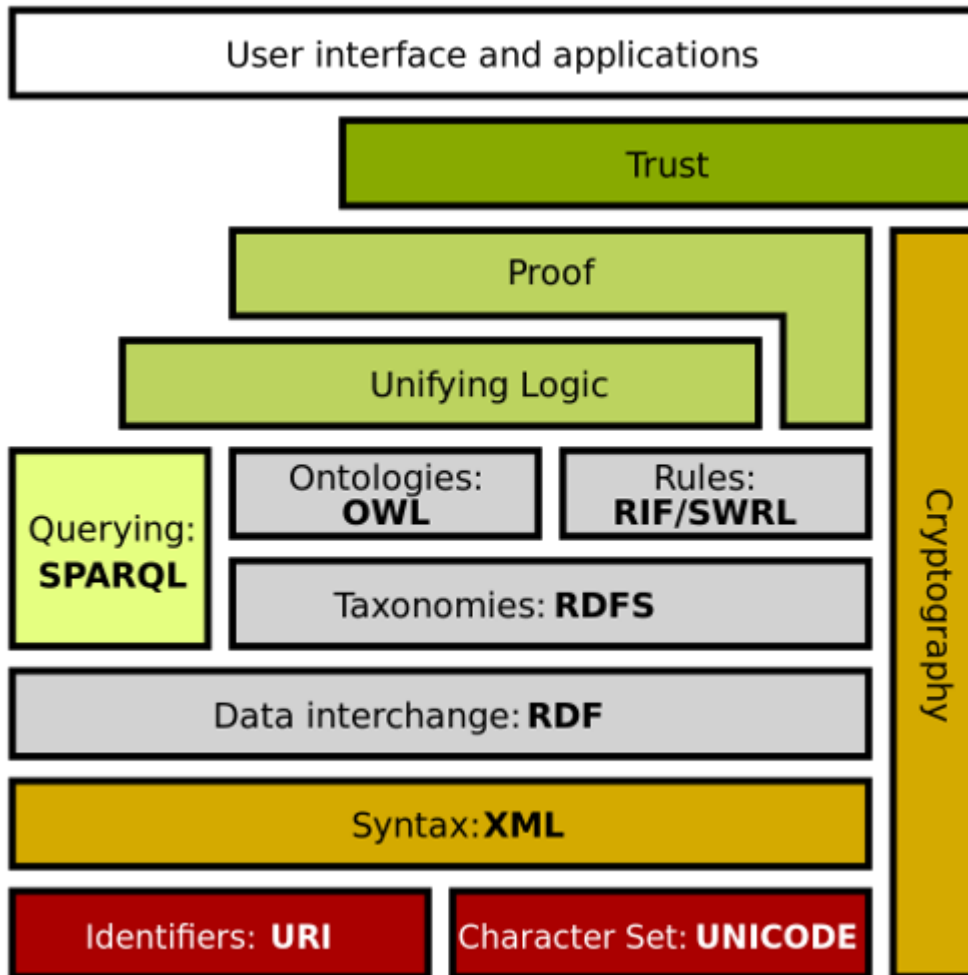 User interface and applications
Trust
Proof
Unifying Logic
Ontologies:
OWL
Rules:
RIF/SWRL
Querying:
SPARQL
Taxonomies: RDFS
Data interchange: RDF
Syntax: XML
Identifiers: URI
Character Set: UNICODE
Cryptography